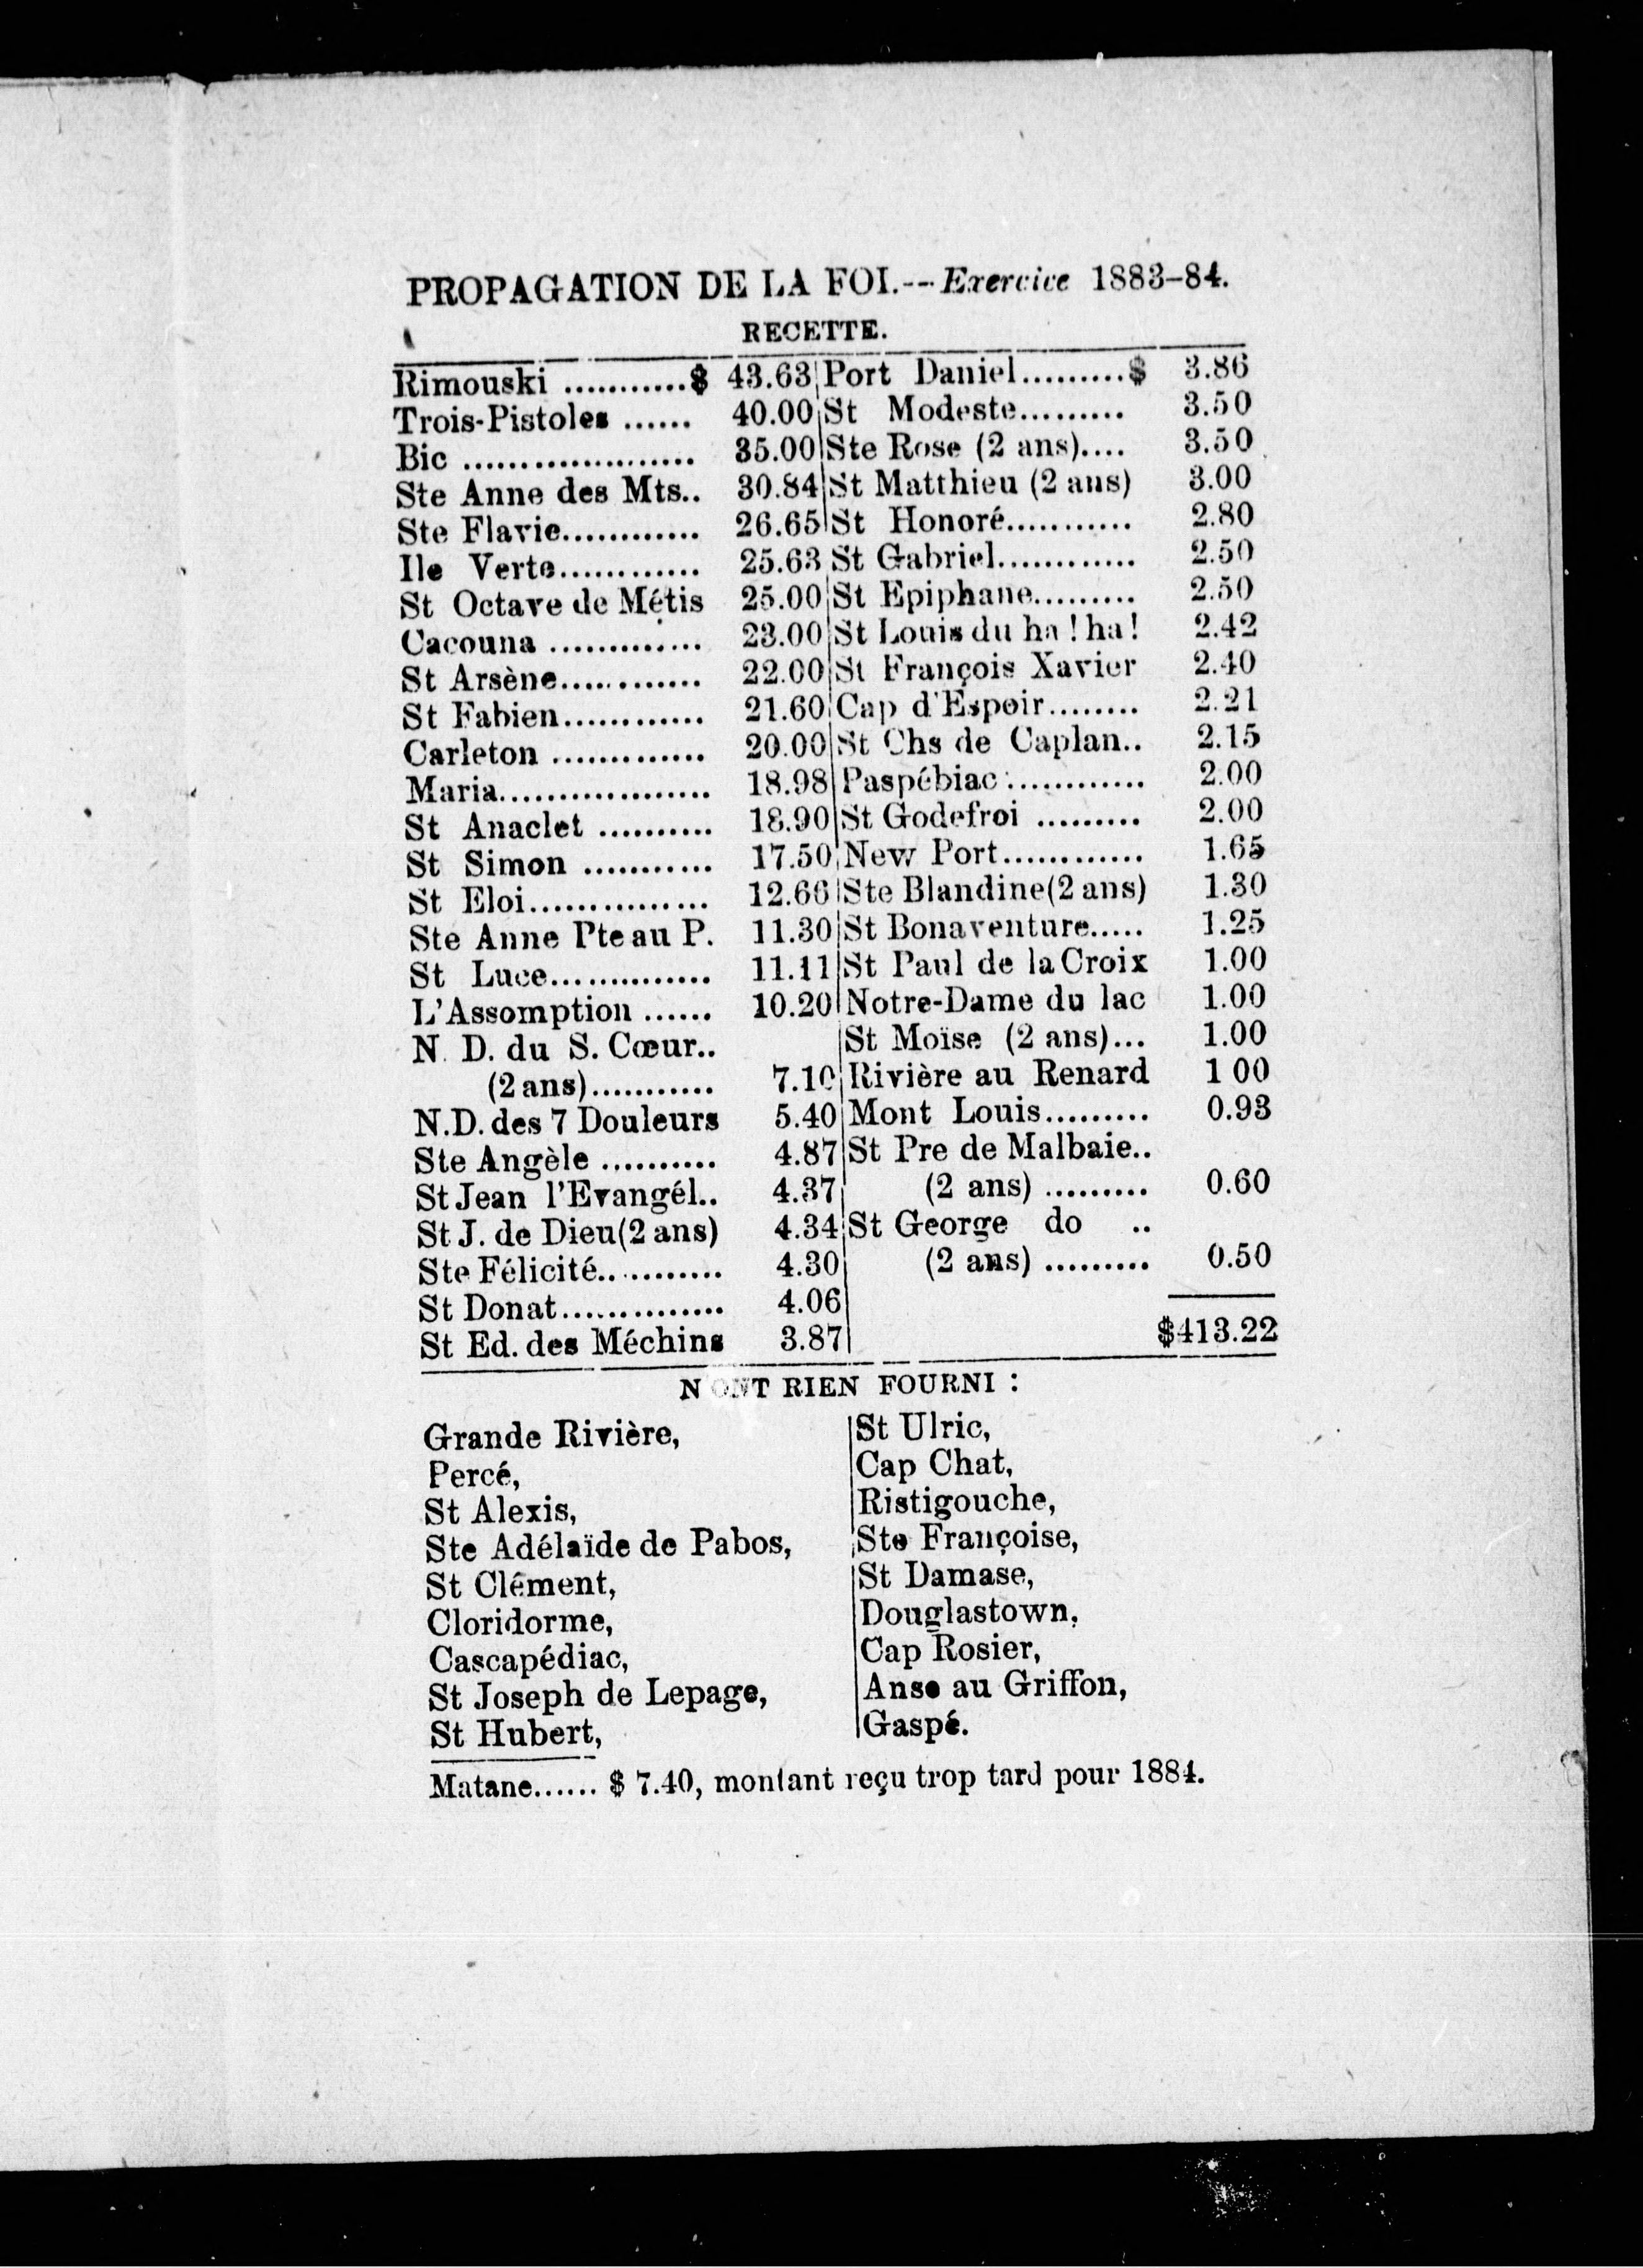 PROPAGATION DE LA FOI.--Exercice 1883-84.
RECETTE.
Rimouski ...........$ 43.63
Trois-Pistoles ...... 40.00
Bic .................... 35.00
Ste Anne des Mts.. 30.84
Ste Flavie............ 26.65
Ile Verte............ 25.63
St Octave de Métis 25.00
Cacouna ............. 23.00
St Arsène............ 22.00
St Fabien............ 21.60
Carleton ............. 20.00
Maria.................. 18.98
St Anaclet .......... 18.90
St Simon ........... 17.50
St Eloi............... 12.66
Ste Anne Pte au P. 11.30
St Luce.............. 11.11
L'Assomption ...... 10.20
N. D. du S. Cœur..
(2 ans)........... 7.10
N.D. des 7 Douleurs 5.40
Ste Angèle .......... 4.87
St Jean l'Evangél.. 4.37
St J. de Dieu(2 ans) 4.34
Ste Félicité........... 4.30
St Donat.............. 4.06
St Ed. des Méchins 3.87
Port Daniel.........$ 3.86
St Modeste......... 3.50
Ste Rose (2 ans).... 3.50
St Matthieu (2 ans) 3.00
St Honoré........... 2.80
St Gabriel............ 2.50
St Epiphane......... 2.50
St Louis du ha ! ha ! 2.42
St François Xavier 2.40
Cap d'Espoir........ 2.21
St Chs de Caplan.. 2.15
Paspébiac............ 2.00
St Godefroi ......... 2.00
New Port............ 1.65
Ste Blandine(2 ans) 1.30
St Bonaventure..... 1.25
St Paul de la Croix 1.00
Notre-Dame du lac 1.00
St Moïse (2 ans)... 1.00
Rivière au Renard 1 00
Mont Louis......... 0.93
St Pre de Malbaie..
(2 ans) ......... 0.60
St George do ..
(2 ans) ......... 0.50
$413.22
N'ONT RIEN FOURNI :
Grande Rivière,
Percé,
St Alexis,
Ste Adélaïde de Pabos,
St Clément,
Cloridorme,
Cascapédiac,
St Joseph de Lepage,
St Hubert,
St Ulric,
Cap Chat,
Ristigouche,
Ste Françoise,
St Damase,
Douglastown,
Cap Rosier,
Anse au Griffon,
Gaspé.
Matane...... $ 7.40, montant reçu trop tard pour 1884.